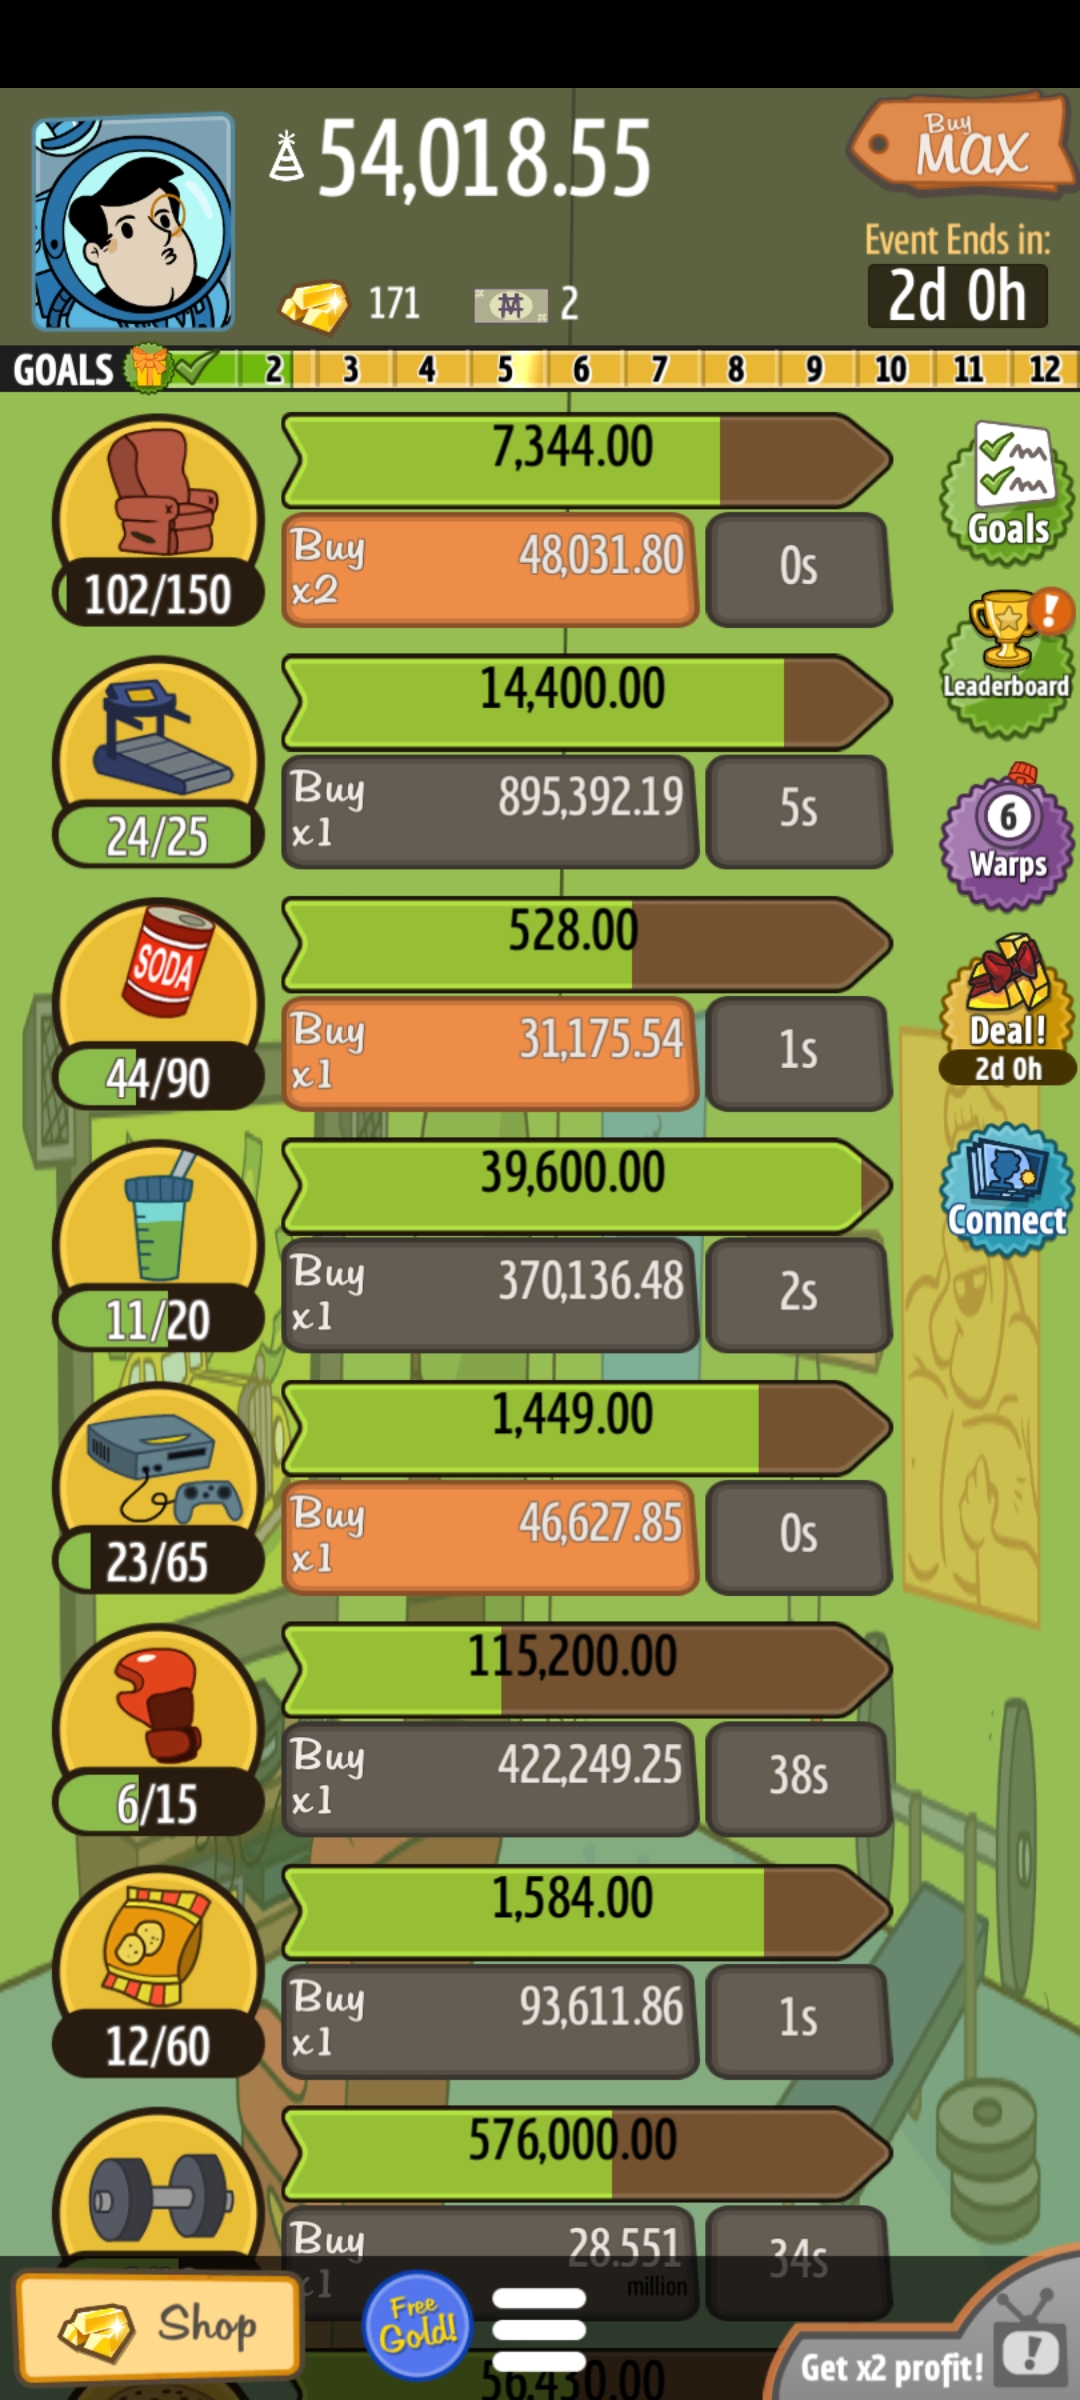 54,018.55
Buy
MAX
Event Ends in:
2d 0h
171
2
GOALS 2 3 4 5 6 7 8 9 10 11 12
7,344.00
Buy
x2
48,031.80
0s
102/150
Goals
14,400.00
Buy
x1
895,392.19
5s
24/25
Leaderboard
528.00
SODA
Buy
x1
31,175.54
1s
44/90
6
Warps
Deal!
2d 0h
39,600.00
Buy
x1
370,136.48
2s
11/20
Connect
1,449.00
Buy
x1
46,627.85
0s
23/65
115,200.00
Buy
x1
422,249.25
38s
6/15
1,584.00
Buy
x1
93,611.86
1s
12/60
576,000.00
Buy
x1
28.551
million
34s
Shop
Free
Gold!
56,430.00
Get x2 profit!